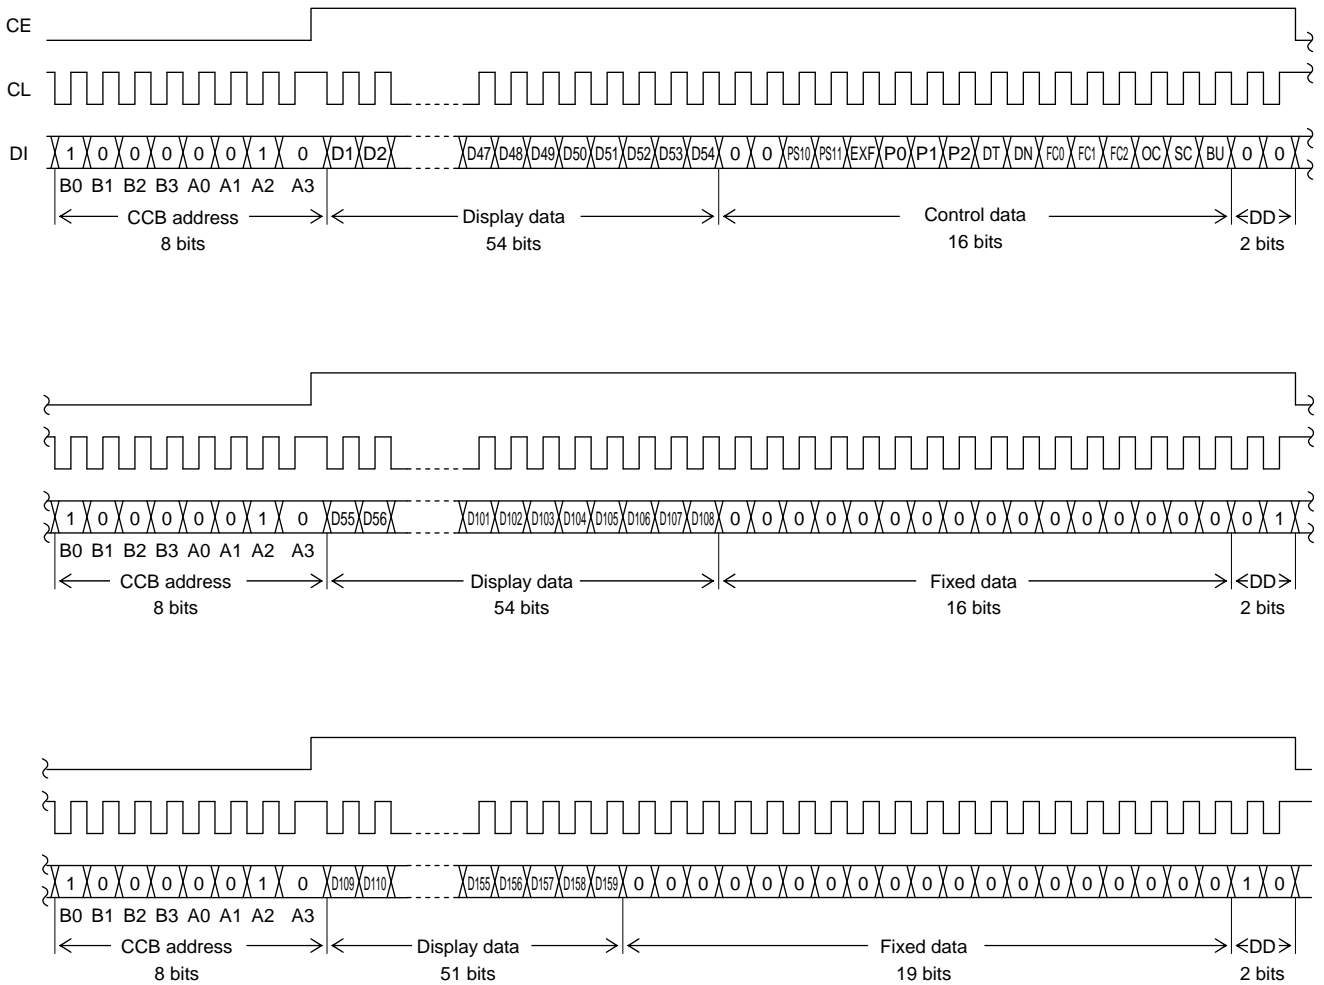 CE
CL
DI 1 0 0 0 0 0 1 0 D1 D2 D47 D48 D49 D50 D51 D52 D53 D54 0 0 PS10 PS11 EXF P0 P1 P2 DT DN FC0 FC1 FC2 OC SC BU 0 0
B0 B1 B2 B3 A0 A1 A2 A3
CCB address Display data Control data DD
8 bits 54 bits 16 bits 2 bits
1 0 0 0 0 0 1 0 D55 D56 D101 D102 D103 D104 D105 D106 D107 D108 0 0 0 0 0 0 0 0 0 0 0 0 0 0 0 0 0 1
B0 B1 B2 B3 A0 A1 A2 A3
CCB address Display data Fixed data DD
8 bits 54 bits 16 bits 2 bits
1 0 0 0 0 0 1 0 D109 D110 D155 D156 D157 D158 D159 0 0 0 0 0 0 0 0 0 0 0 0 0 0 0 0 0 0 0 1 0
B0 B1 B2 B3 A0 A1 A2 A3
CCB address Display data Fixed data DD
8 bits 51 bits 19 bits 2 bits